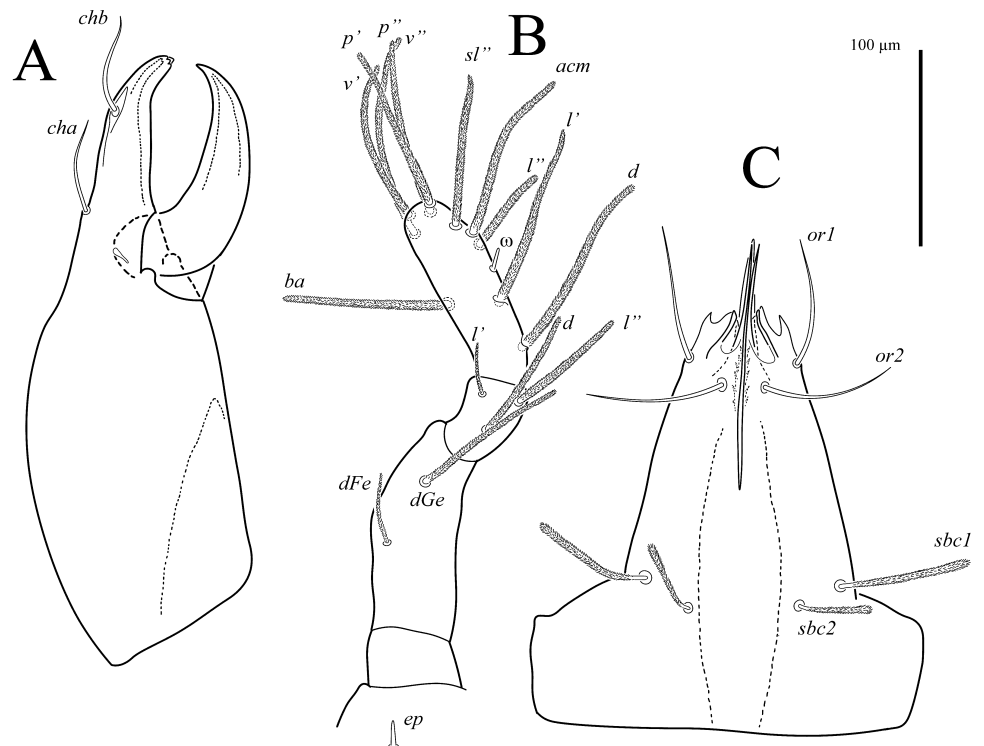 A
chb
cha
B
p’
p’’
v’’
v’
sl’’
acm
l’
l’’
d
ω
ba
l’
d
l’’
dFe
dGe
ep
C
100 µm
or1
or2
sbc1
sbc2